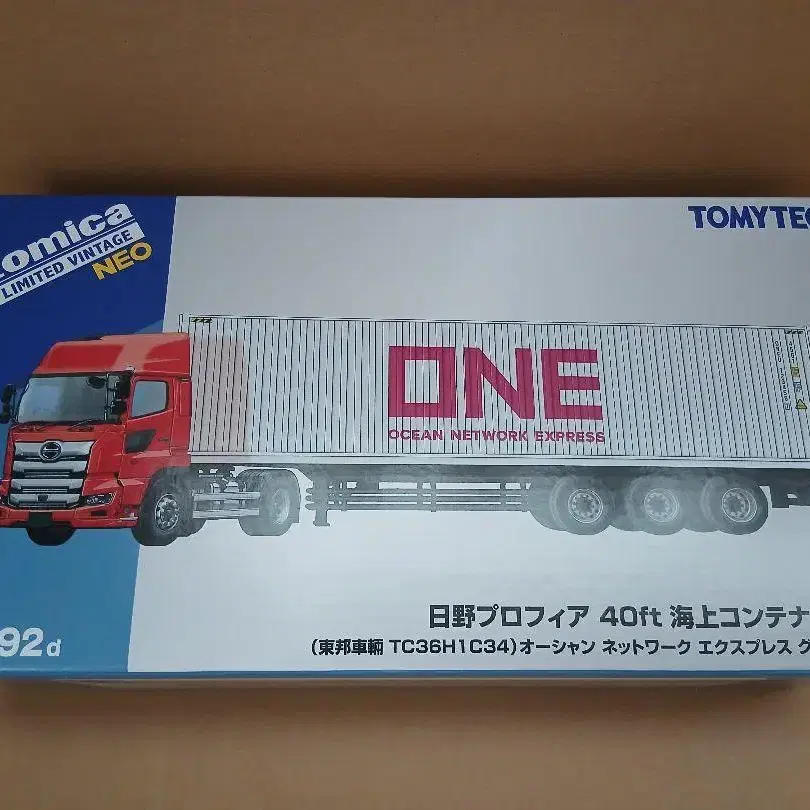 tomica
LIMITED VINTAGE
NEO
TOMYTEC
ONE
OCEAN NETWORK EXPRESS
日野プロフィア 40ft 海上コンテナ
(東邦車輛 TC36H1C34)オーシャン ネットワーク エクスプレス グ
92d